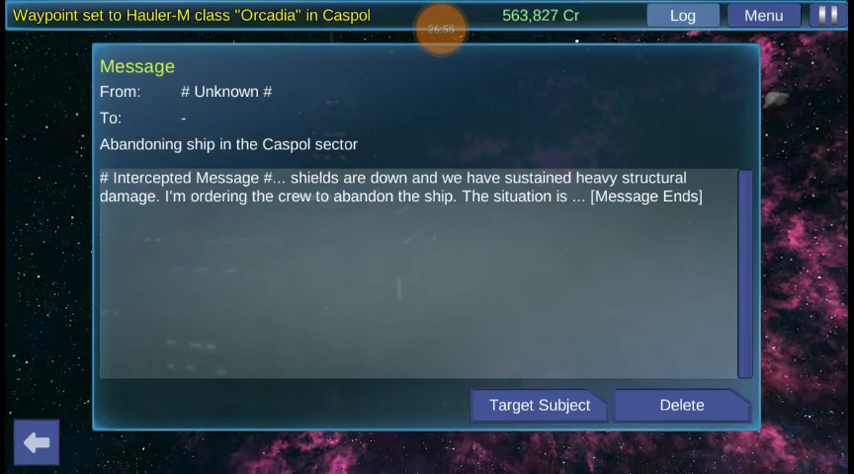 Waypoint set to Hauler-M class "Orcadia" in Caspol
26:55
563,827 Cr
Log
Menu
Message
From: # Unknown #
To: -
Abandoning ship in the Caspol sector
# Intercepted Message #... shields are down and we have sustained heavy structural
damage. I'm ordering the crew to abandon the ship. The situation is ... [Message Ends]
Target Subject
Delete